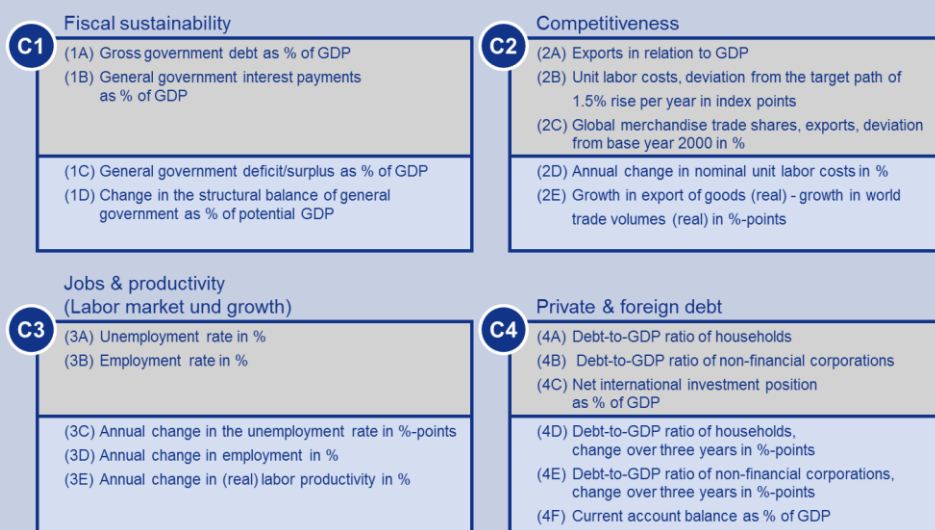 Fiscal sustainability
C1
(1A) Gross government debt as % of GDP
(1B) General government interest payments
as % of GDP
(1C) General government deficit/surplus as % of GDP
(1D) Change in the structural balance of general
government as % of potential GDP
Competitiveness
C2
(2A) Exports in relation to GDP
(2B) Unit labor costs, deviation from the target path of
1.5% rise per year in index points
(2C) Global merchandise trade shares, exports, deviation
from base year 2000 in %
(2D) Annual change in nominal unit labor costs in %
(2E) Growth in export of goods (real) - growth in world
trade volumes (real) in %-points
Jobs & productivity
(Labor market und growth)
C3
(3A) Unemployment rate in %
(3B) Employment rate in %
(3C) Annual change in the unemployment rate in %-points
(3D) Annual change in employment in %
(3E) Annual change in (real) labor productivity in %
Private & foreign debt
C4
(4A) Debt-to-GDP ratio of households
(4B) Debt-to-GDP ratio of non-financial corporations
(4C) Net international investment position
as % of GDP
(4D) Debt-to-GDP ratio of households,
change over three years in %-points
(4E) Debt-to-GDP ratio of non-financial corporations,
change over three years in %-points
(4F) Current account balance as % of GDP